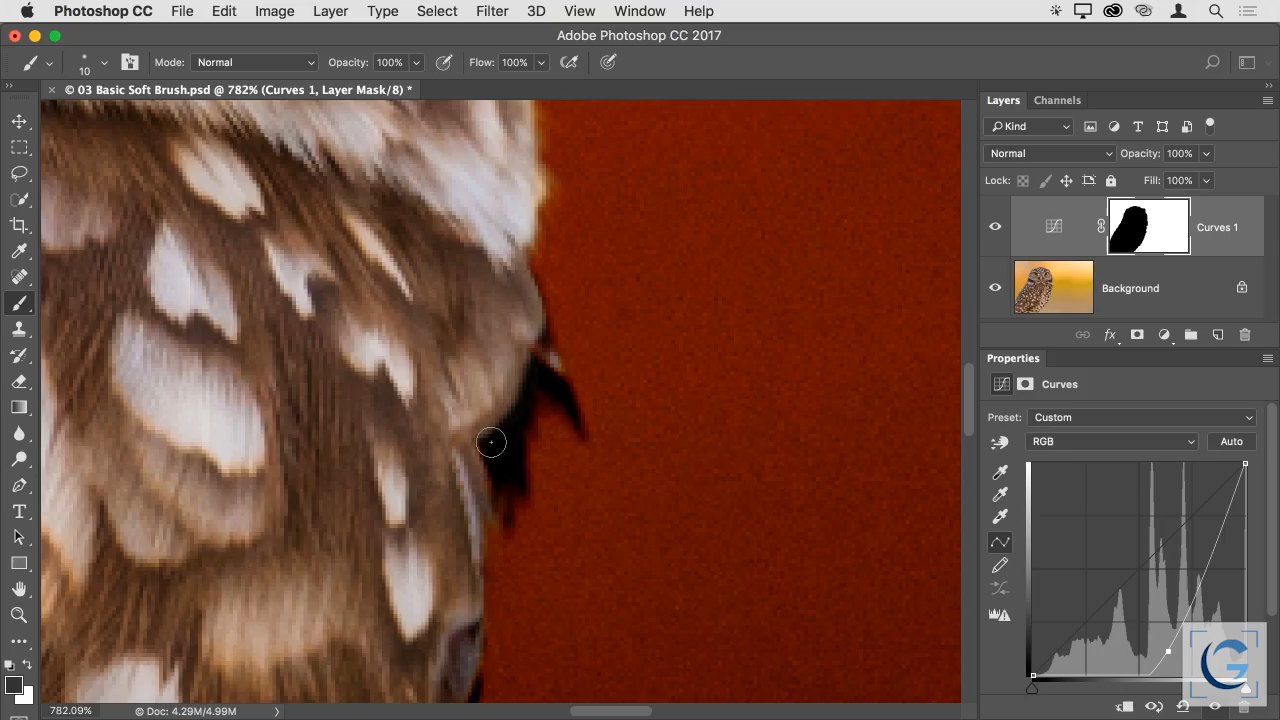 Photoshop CC File Edit Image Layer Type Select Filter 3D View Window Help
Adobe Photoshop CC 2017
10 Mode: Normal Opacity: 100% Flow: 100%
× © 03 Basic Soft Brush.psd @ 782% (Curves 1, Layer Mask/8) *
Layers Channels
Kind
Normal Opacity: 100%
Lock: Fill: 100%
Curves 1
Background
fx
Properties
Curves
Preset: Custom
RGB Auto
782.09% © Doc: 4.29M/4.99M